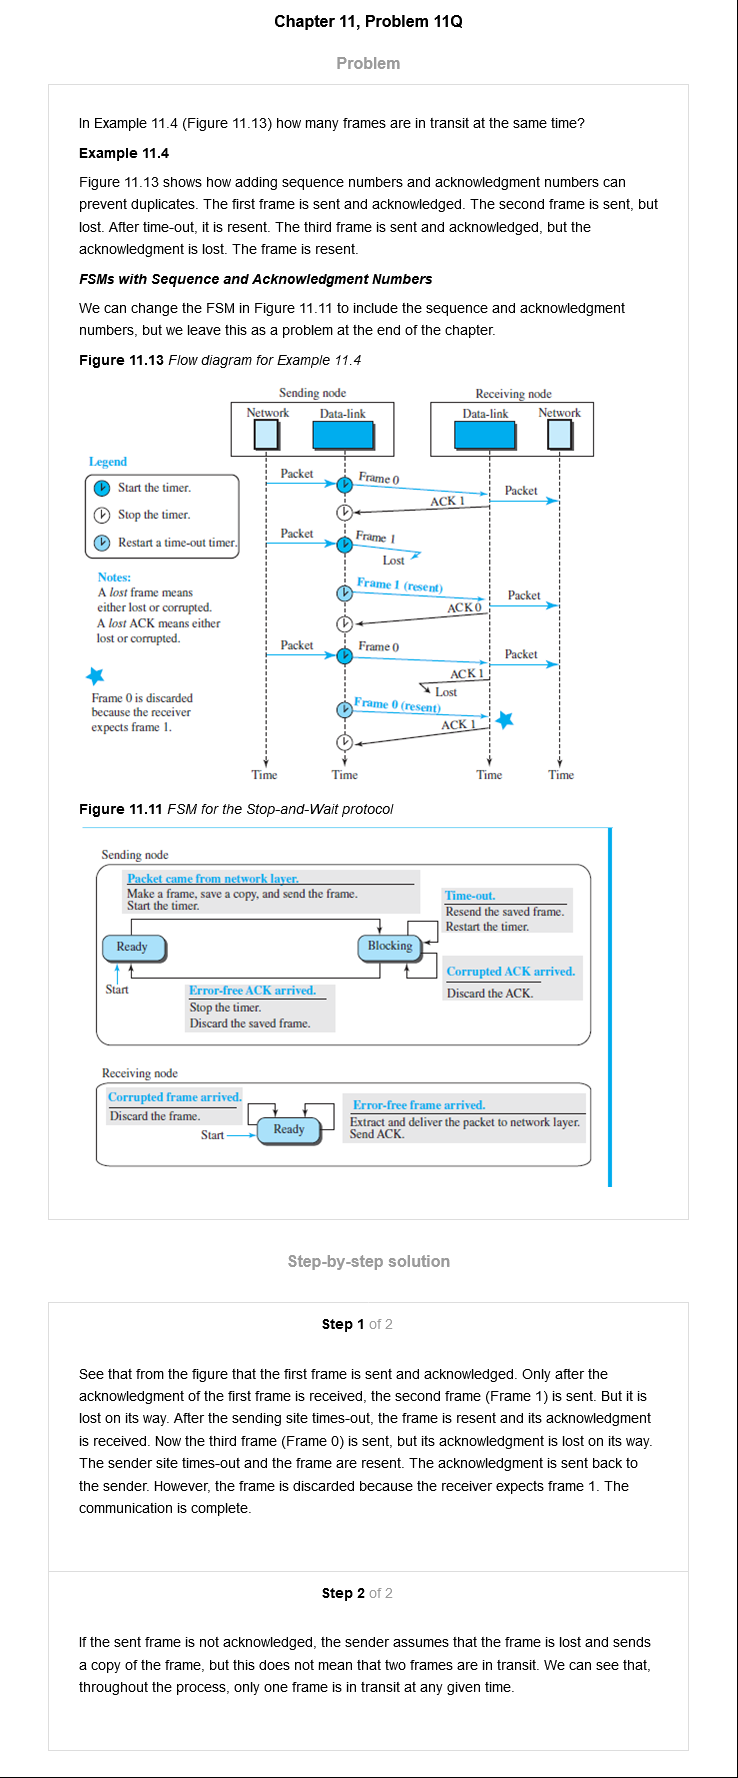 Chapter 11, Problem 11Q
Problem
In Example 11.4 (Figure 11.13) how many frames are in transit at the same time?
Example 11.4
Figure 11.13 shows how adding sequence numbers and acknowledgment numbers can
prevent duplicates. The first frame is sent and acknowledged. The second frame is sent, but
lost. After time-out, it is resent. The third frame is sent and acknowledged, but the
acknowledgment is lost. The frame is resent.
FSMs with Sequence and Acknowledgment Numbers
We can change the FSM in Figure 11.11 to include the sequence and acknowledgment
numbers, but we leave this as a problem at the end of the chapter.
Figure 11.13 Flow diagram for Example 11.4
Sending node
Receiving node
Network
Data-link
Data-link
Network
Legend
Start the timer.
Stop the timer.
Restart a time-out timer.
Notes:
A lost frame means
either lost or corrupted.
A lost ACK means either
lost or corrupted.
Frame 0 is discarded
because the receiver
expects frame 1.
Packet
Frame 0
ACK 1
Packet
Packet
Frame 1
Lost
Frame 1 (resent)
ACK 0
Packet
Packet
Frame 0
ACK 1
Packet
Lost
Frame 0 (resent)
ACK 1
Time
Time
Time
Time
Figure 11.11 FSM for the Stop-and-Wait protocol
Sending node
Packet came from network layer.
Make a frame, save a copy, and send the frame.
Start the timer.
Time-out.
Resend the saved frame.
Restart the timer.
Ready
Blocking
Corrupted ACK arrived.
Discard the ACK.
Start
Error-free ACK arrived.
Stop the timer.
Discard the saved frame.
Receiving node
Corrupted frame arrived.
Discard the frame.
Error-free frame arrived.
Extract and deliver the packet to network layer.
Send ACK.
Start
Ready
Step-by-step solution
Step 1 of 2
See that from the figure that the first frame is sent and acknowledged. Only after the
acknowledgment of the first frame is received, the second frame (Frame 1) is sent. But it is
lost on its way. After the sending site times-out, the frame is resent and its acknowledgment
is received. Now the third frame (Frame 0) is sent, but its acknowledgment is lost on its way.
The sender site times-out and the frame are resent. The acknowledgment is sent back to
the sender. However, the frame is discarded because the receiver expects frame 1. The
communication is complete.
Step 2 of 2
If the sent frame is not acknowledged, the sender assumes that the frame is lost and sends
a copy of the frame, but this does not mean that two frames are in transit. We can see that,
throughout the process, only one frame is in transit at any given time.